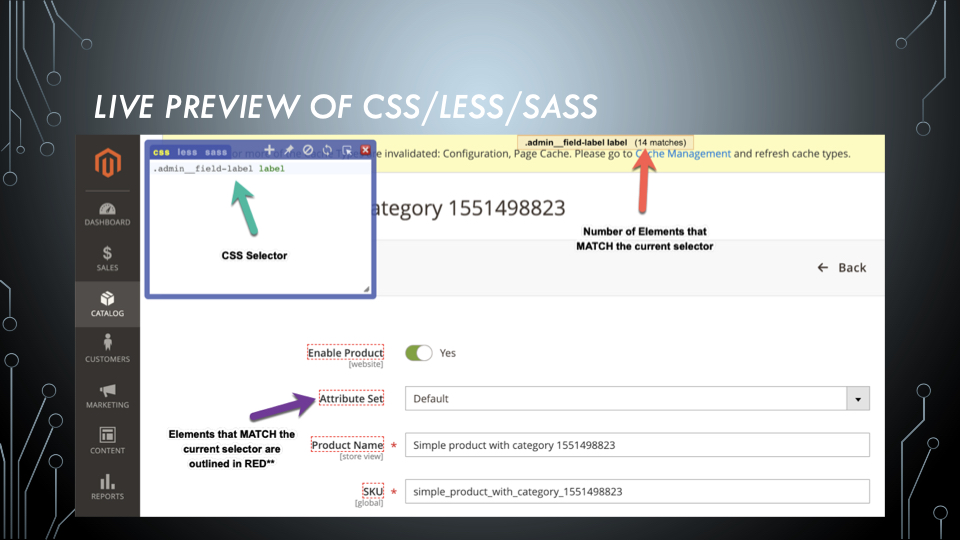 LIVE PREVIEW OF CSS/LESS/SASS
.admin__field-label label (14 matches)
css less sass
invalidated: Configuration, Page Cache. Please go to Cache Management and refresh cache types.
.admin__field-label label
ategory 1551498823
CSS Selector
Number of Elements that
MATCH the current selector
Back
DASHBOARD
SALES
CATALOG
CUSTOMERS
MARKETING
CONTENT
REPORTS
Enable Product
[website]
Yes
Attribute Set
Default
Elements that MATCH the
current selector are
outlined in RED**
Product Name *
[store view]
Simple product with category 1551498823
SKU *
[global]
simple_product_with_category_1551498823